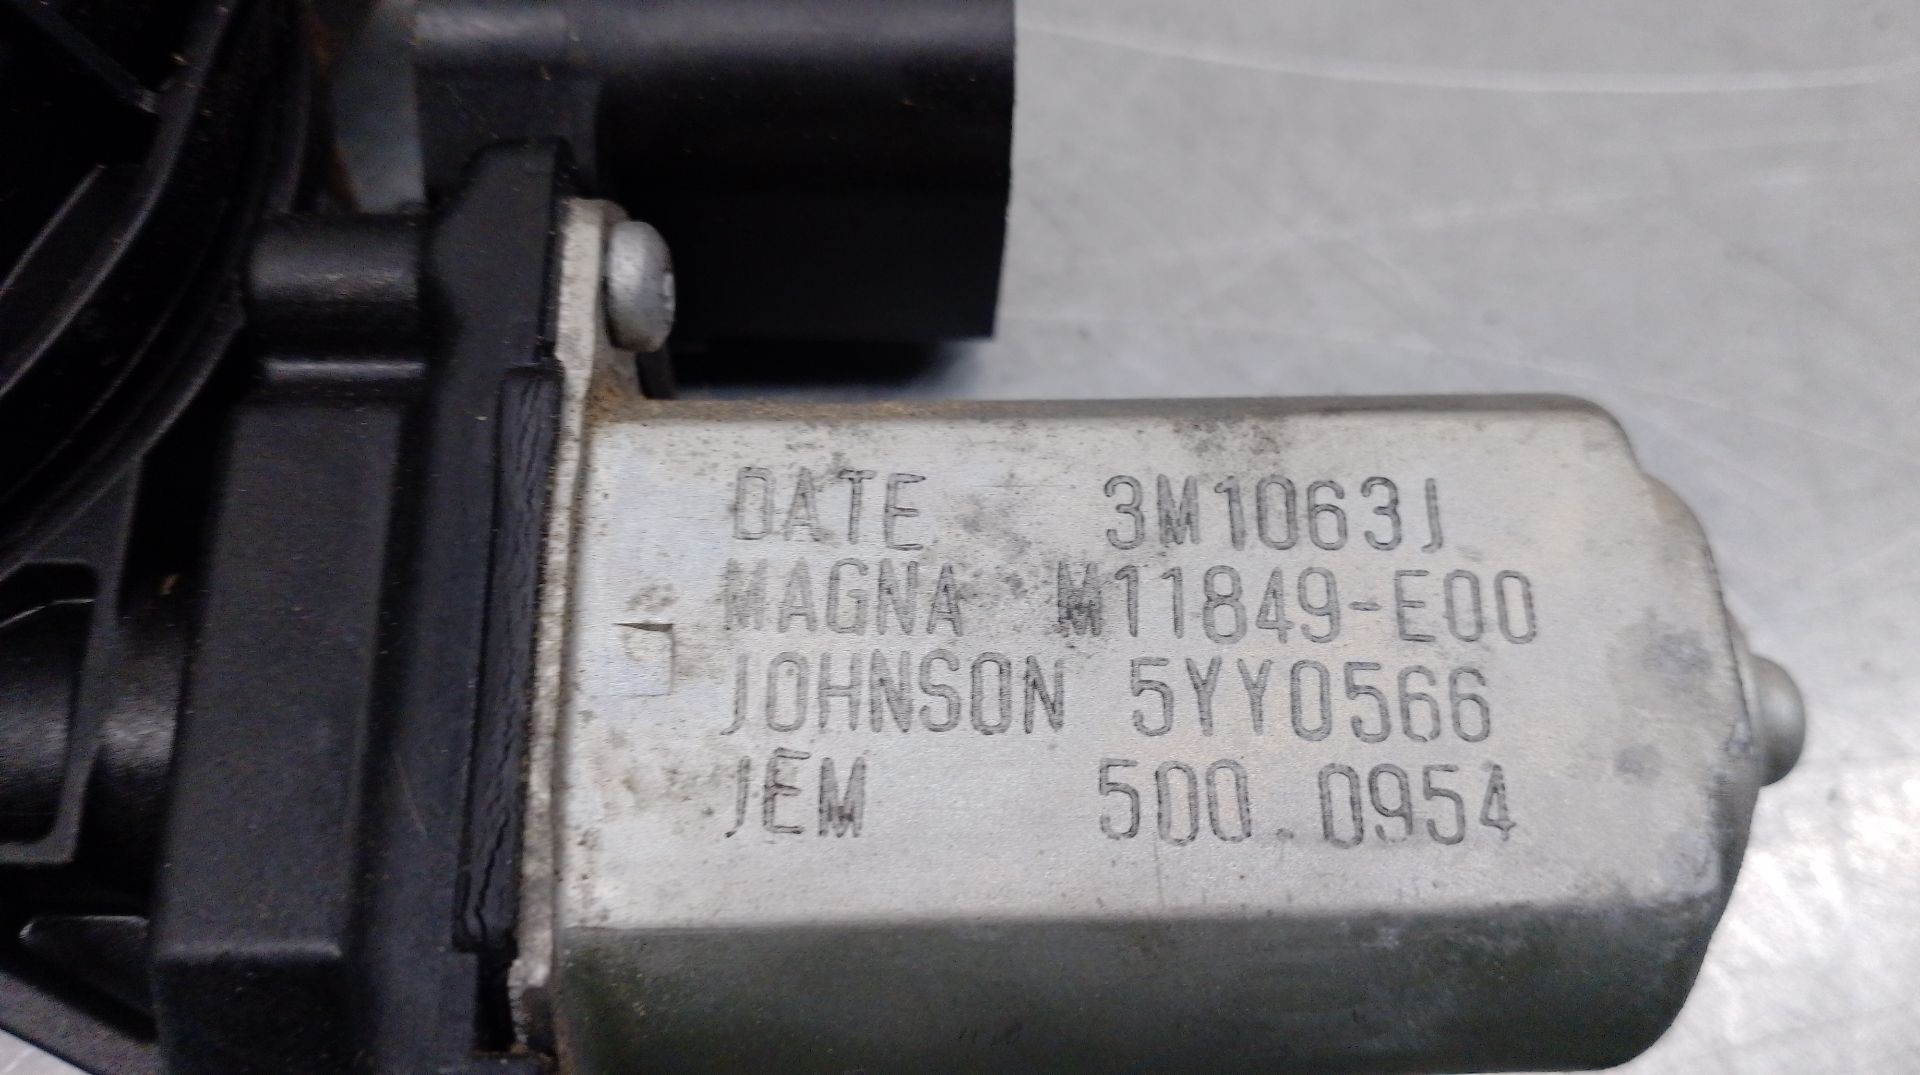 DATE 3M1063J
MAGNA M11849-E00
JOHNSON 5YY0566
JEM 500.0954